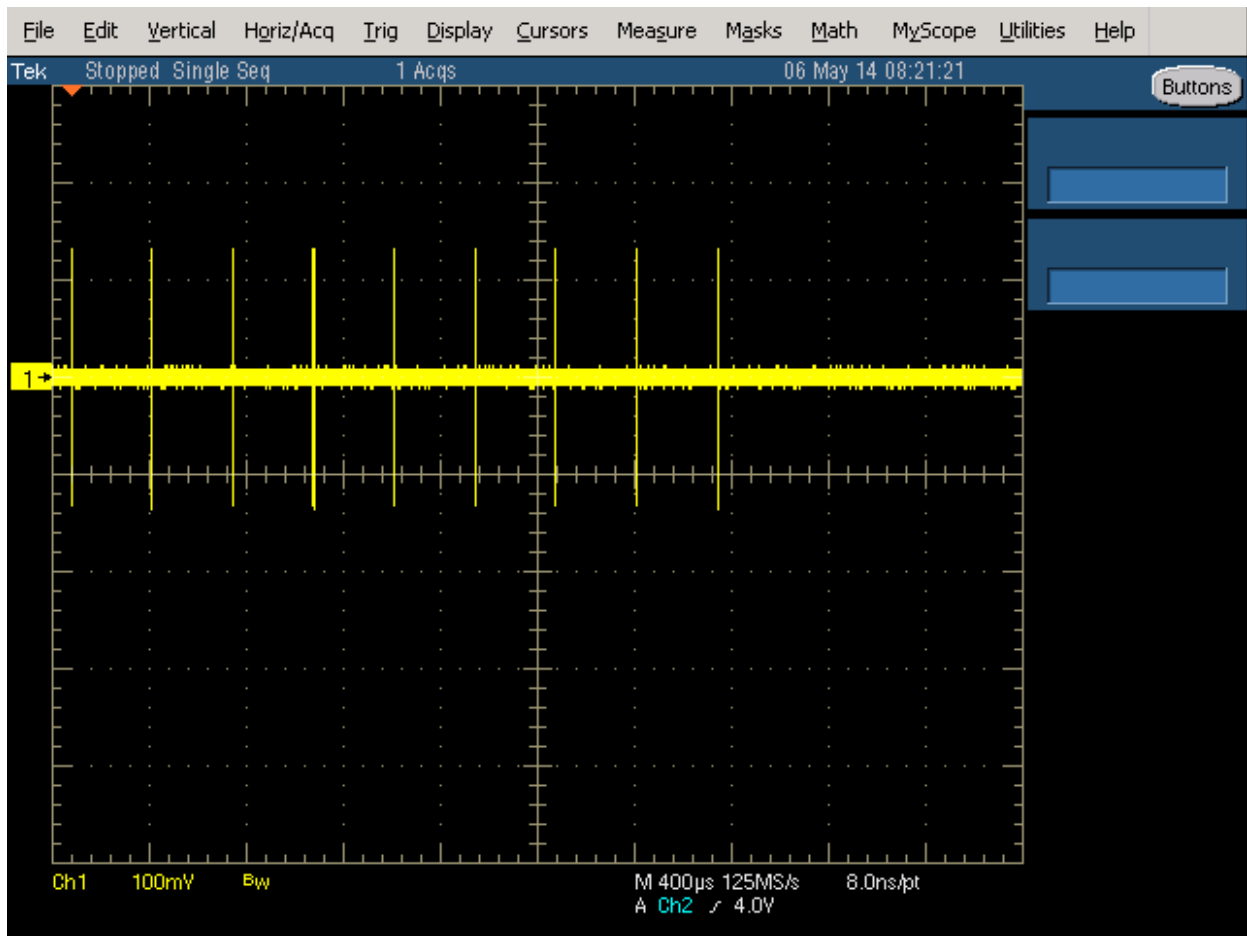 File Edit Vertical Horiz/Acq Trig Display Cursors Measure Masks Math MyScope Utilities Help
Tek Stopped Single Seq 1 Acqs 06 May 14 08:21:21
Buttons
1
Ch1 100mV BW M 400µs 125MS/s 8.0ns/pt
A Ch2 / 4.0V